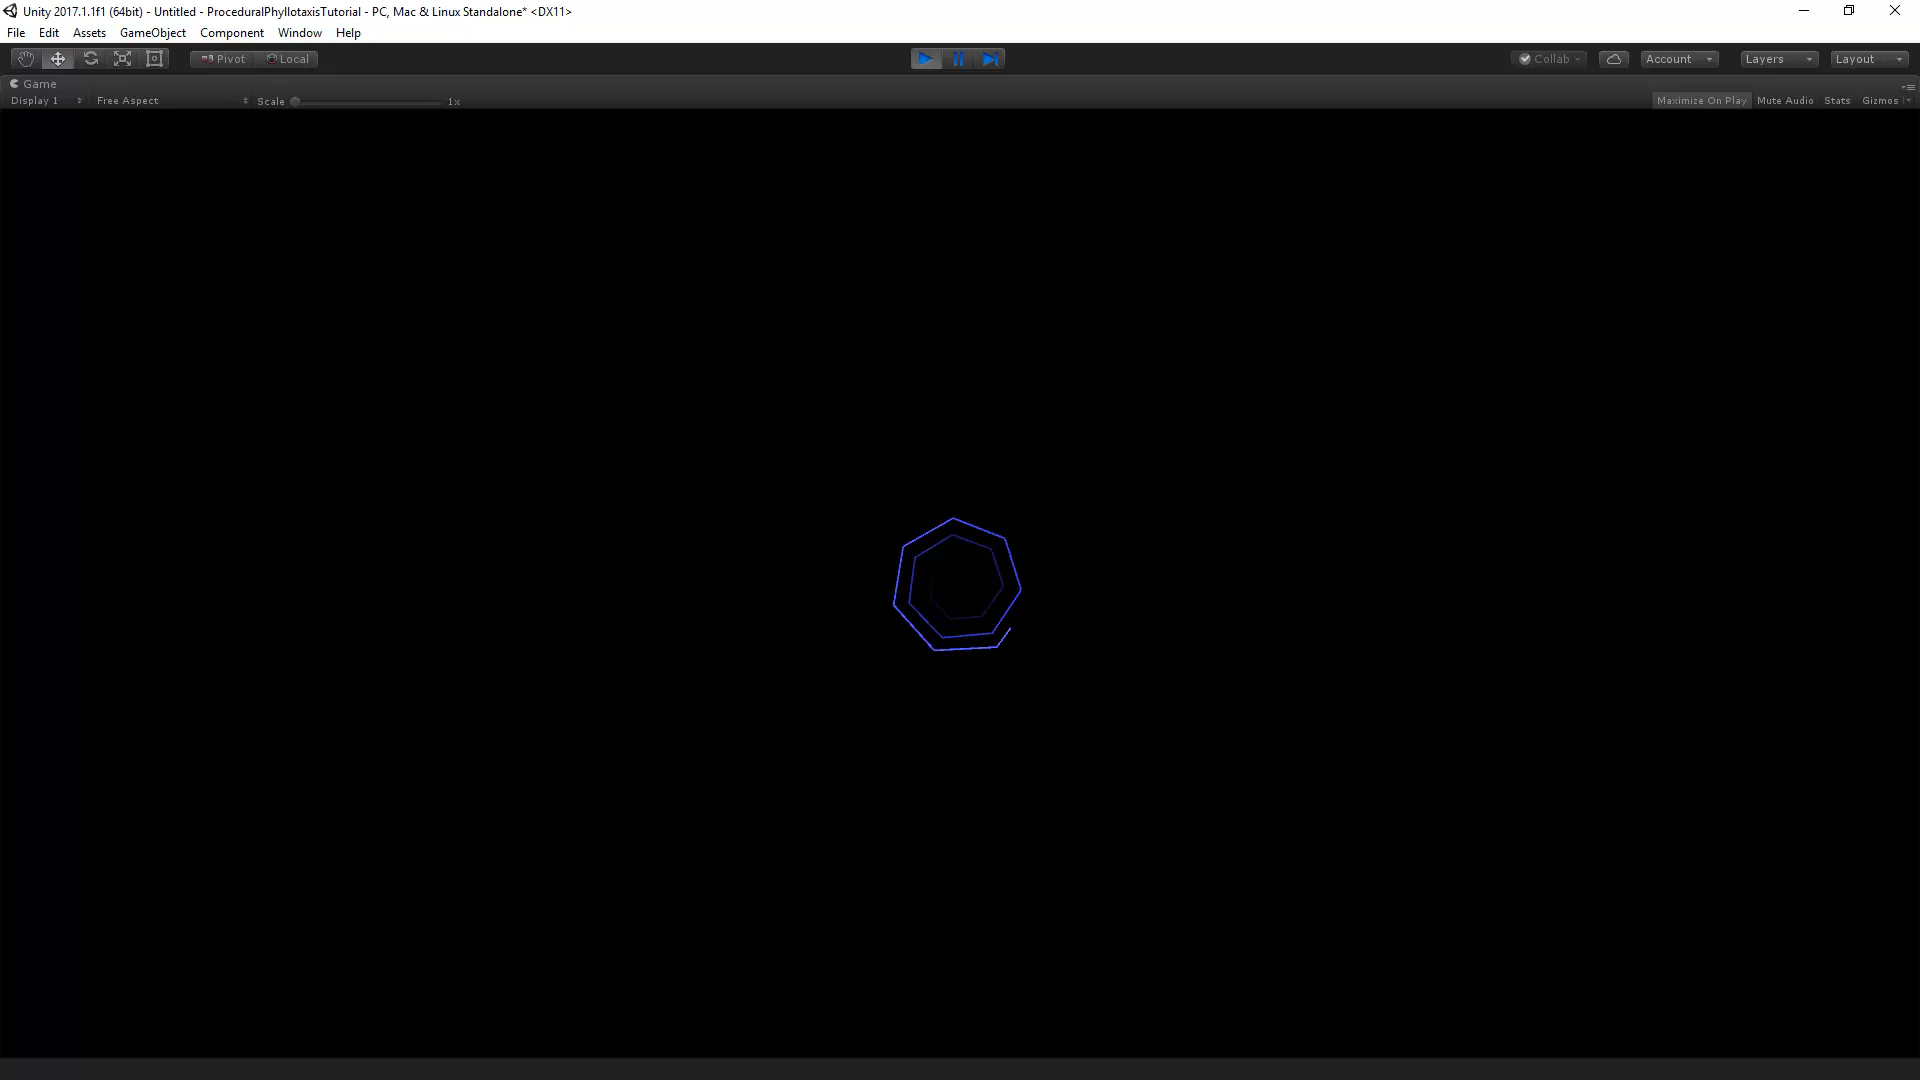 Unity 2017.1.1f1 (64bit) - Untitled - ProceduralPhyllotaxisTutorial - PC, Mac & Linux Standalone* <DX11>
File Edit Assets GameObject Component Window Help
Pivot Local Collab Account Layers Layout
Game
Display 1 Free Aspect Scale 1x Maximize On Play Mute Audio Stats Gizmos